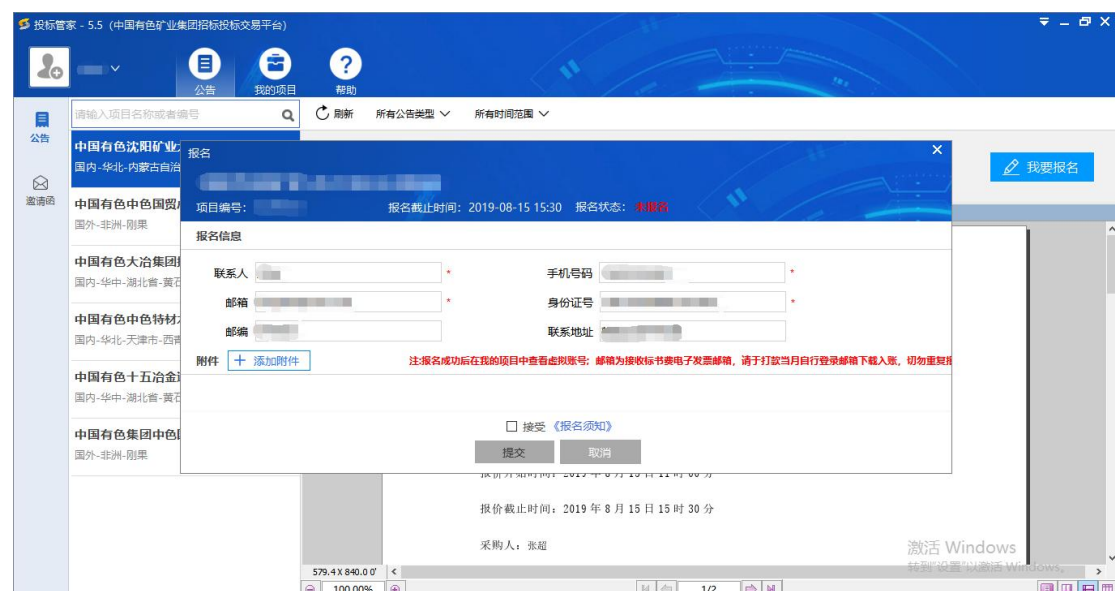 投标管家 - 5.5 (中国有色矿业集团招标投标交易平台)
公告
我的项目
帮助
请输入项目名称或者编号
刷新
所有公告类型
所有时间范围
公告
邀请函
中国有色沈阳矿业
国内-华北-内蒙古自治
中国有色中色国贸
国外-非洲-刚果
中国有色大冶集团
国内-华中-湖北省-黄石
中国有色中色特材
国内-华北-天津市-西青
中国有色十五冶金
国内-华中-湖北省-黄石
中国有色集团中色
国外-非洲-刚果
我要报名
报名
项目编号:
报名截止时间: 2019-08-15 15:30 报名状态: 未报名
报名信息
联系人 * 手机号码 *
邮箱 * 身份证号 *
邮编 联系地址
附件 + 添加附件 注:报名成功后在我的项目中查看虚拟账号; 邮箱为接收标书费电子发票邮箱, 请于打款当月自行登录邮箱下载入账, 切勿重复
接受 《报名须知》
提交 取消
报价截止时间: 2019 年 8 月 15 日 15 时 30 分
采购人: 张超
激活 Windows
转到"设置"以激活 Windows。
579.4 X 840.0 0'
100.00% 1/2